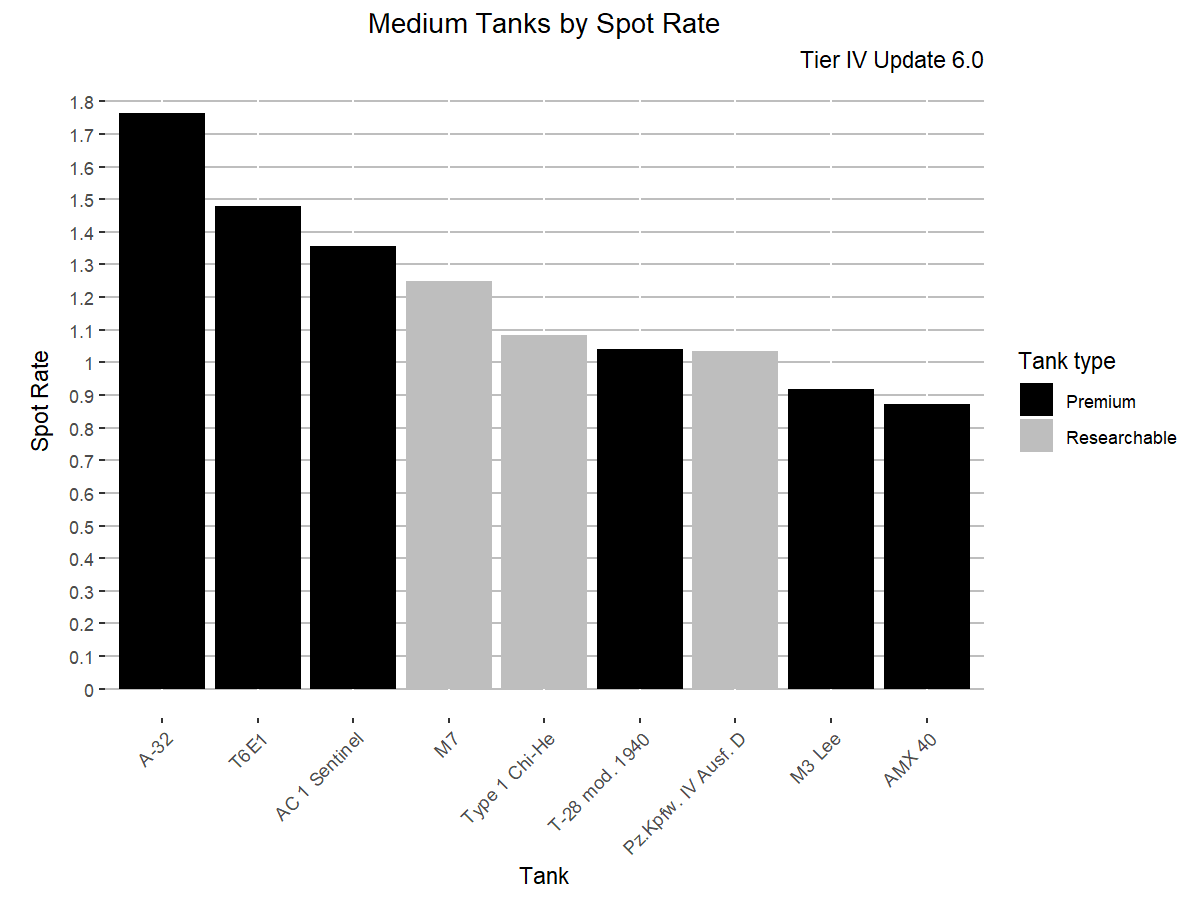 Medium Tanks by Spot Rate
Tier IV Update 6.0
Spot Rate
1.8
1.7
1.6
1.5
1.4
1.3
1.2
1.1
1
0.9
0.8
0.7
0.6
0.5
0.4
0.3
0.2
0.1
0
A-32
T6E1
AC 1 Sentinel
M7
Type 1 Chi-He
T-28 mod. 1940
Pz.Kpfw. IV Ausf. D
M3 Lee
AMX 40
Tank
Tank type
Premium
Researchable